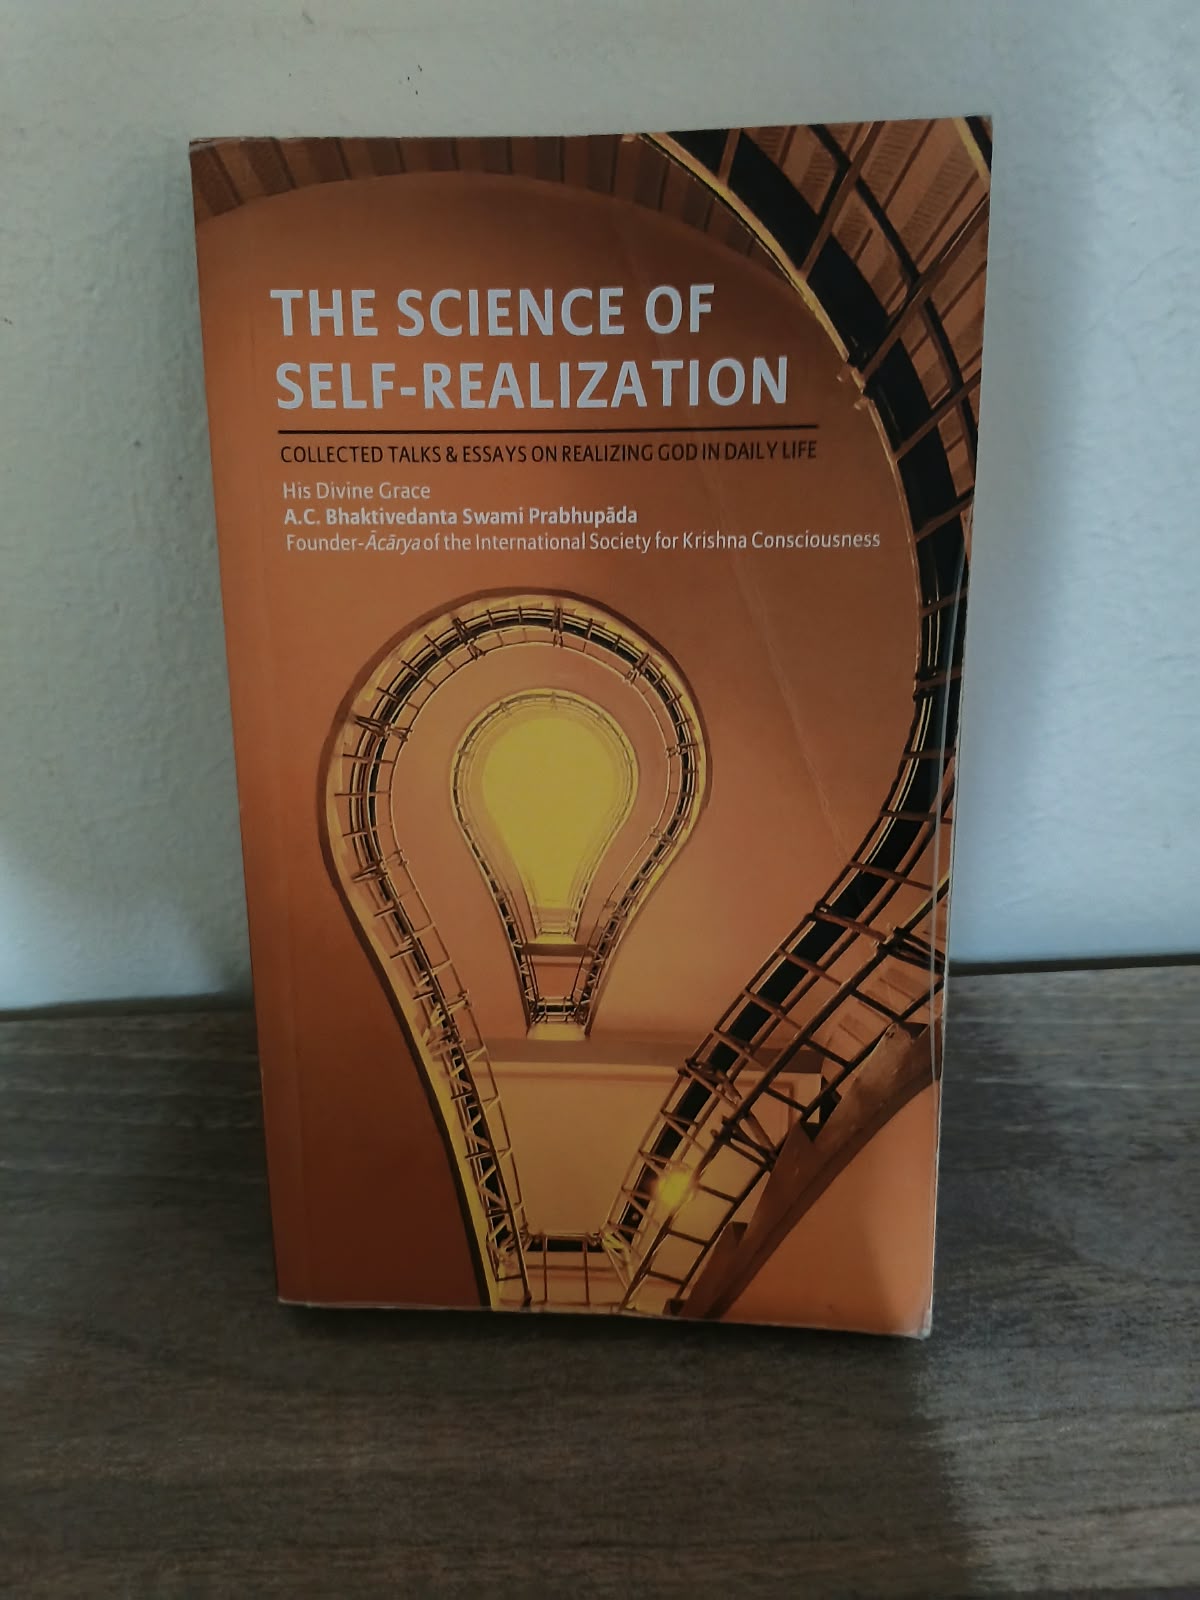 THE SCIENCE OF
SELF-REALIZATION
COLLECTED TALKS & ESSAYS ON REALIZING GOD IN DAILY LIFE
His Divine Grace
A.C. Bhaktivedanta Swami Prabhupāda
Founder-Ācārya of the International Society for Krishna Consciousness